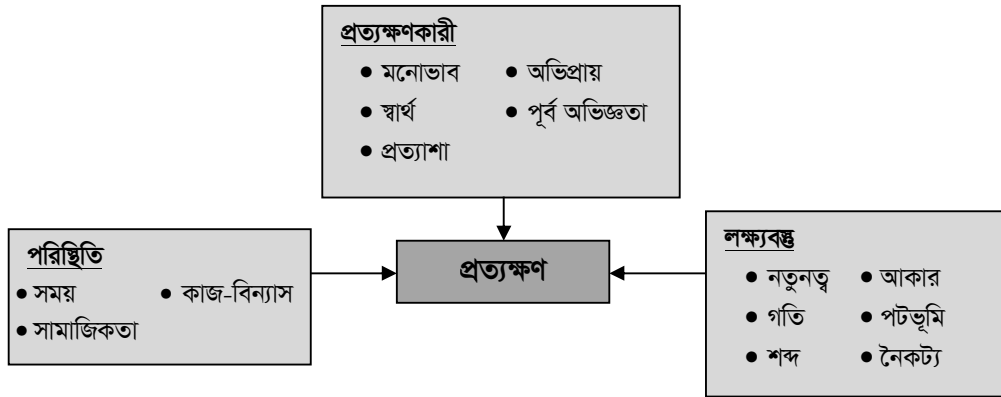 প্রত্যক্ষণকারী
• মনোভাব • অভিপ্রায়
• স্বার্থ • পূর্ব অভিজ্ঞতা
• প্রত্যাশা
পরিস্থিতি
• সময় • কাজ-বিন্যাস
• সামাজিকতা
প্রত্যক্ষণ
লক্ষ্যবস্তু
• নতুনত্ব • আকার
• গতি • পটভূমি
• শব্দ • নৈকট্য